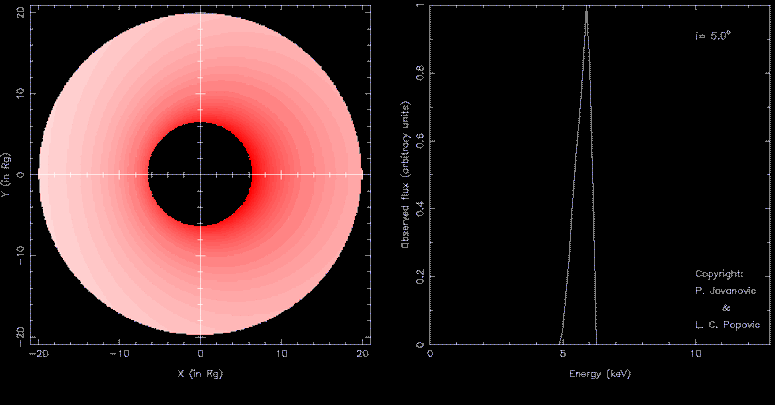 20
10
0
-10
-20
Y (in Rg)
-20 -10 0 10 20
X (in Rg)
1
0.8
0.6
0.4
0.2
0
Observed flux (arbitrary units)
i= 5.0°
Copyright:
P. Jovanovic
&
L. C. Popovic
0 5 10
Energy (keV)